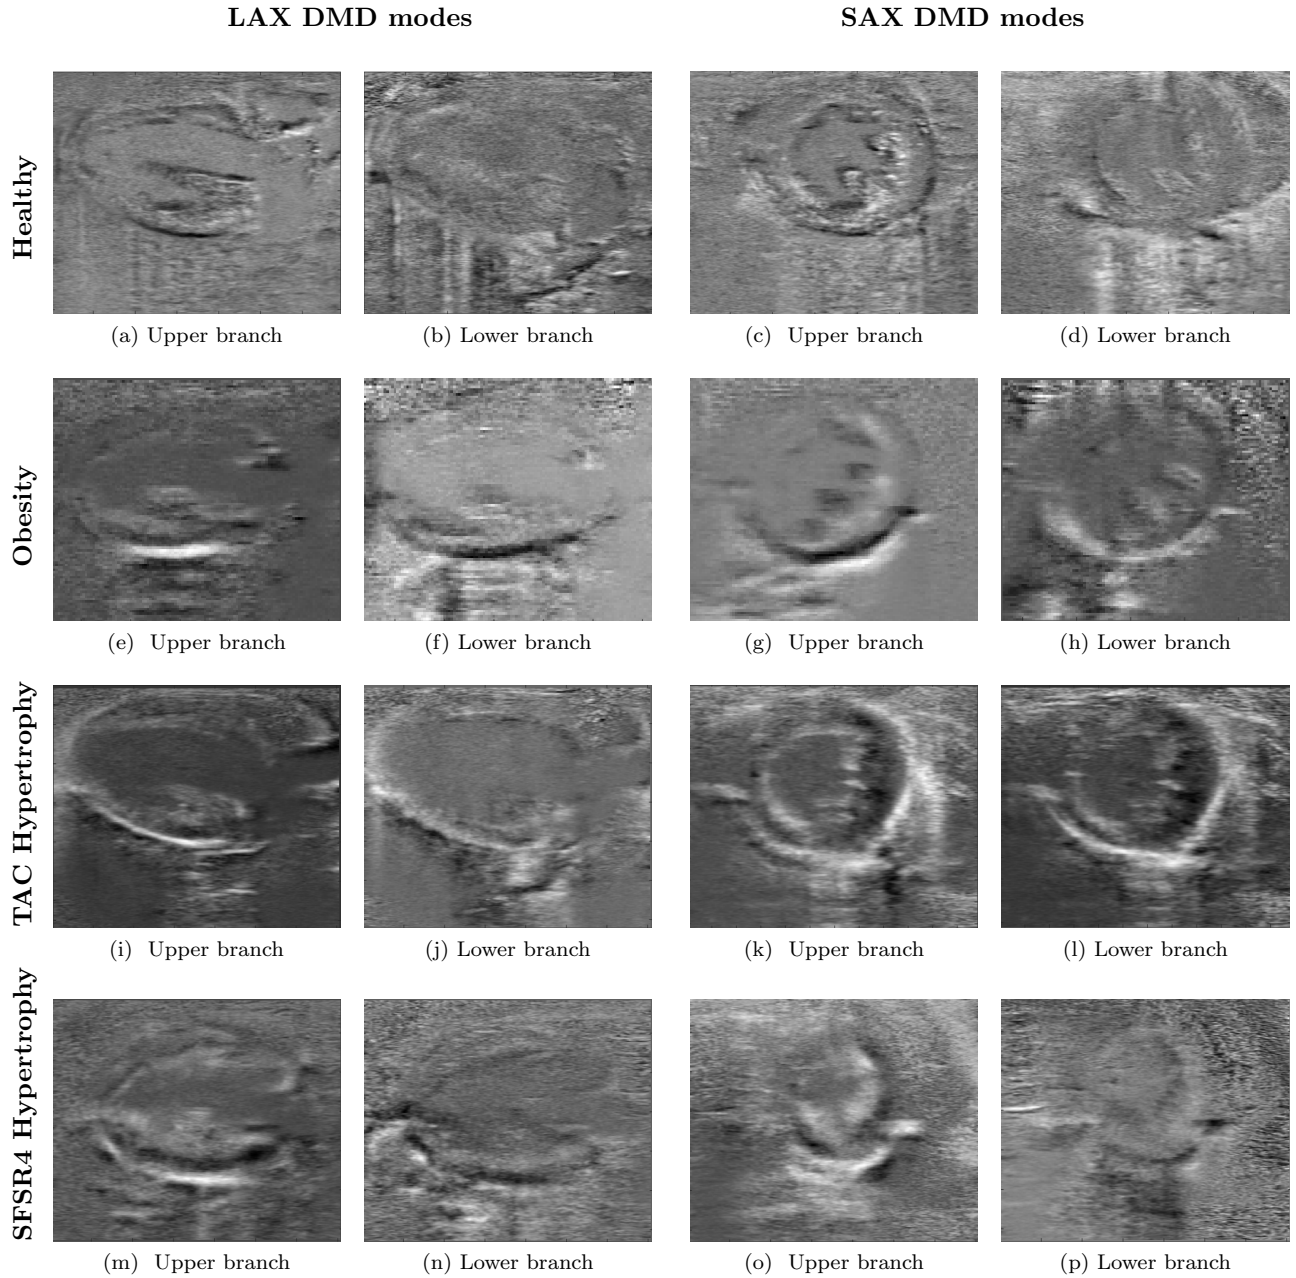 LAX DMD modes
SAX DMD modes
Healthy
(a) Upper branch
(b) Lower branch
(c) Upper branch
(d) Lower branch
Obesity
(e) Upper branch
(f) Lower branch
(g) Upper branch
(h) Lower branch
TAC Hypertrophy
(i) Upper branch
(j) Lower branch
(k) Upper branch
(l) Lower branch
SFSR4 Hypertrophy
(m) Upper branch
(n) Lower branch
(o) Upper branch
(p) Lower branch